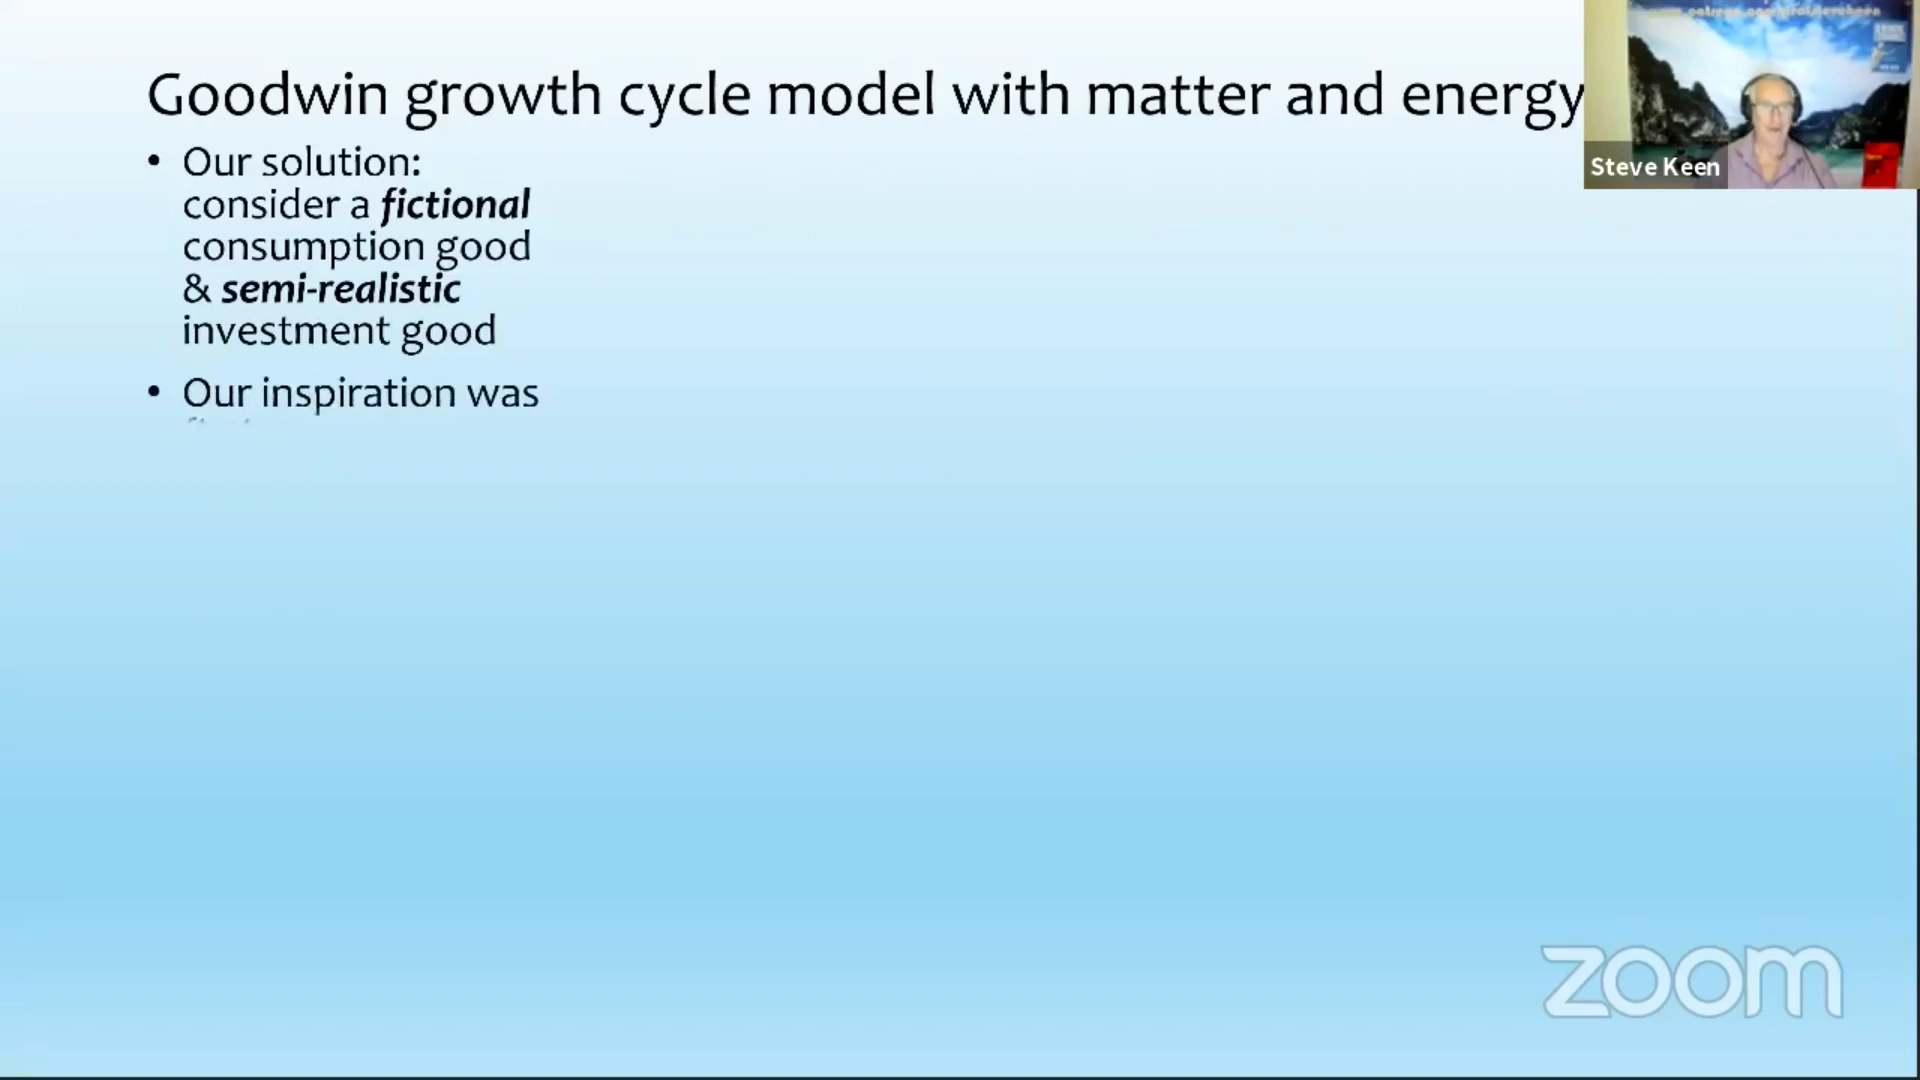 Goodwin growth cycle model with matter and energy
• Our solution:
consider a fictional
consumption good
& semi-realistic
investment good
• Our inspiration was
Steve Keen
zoom